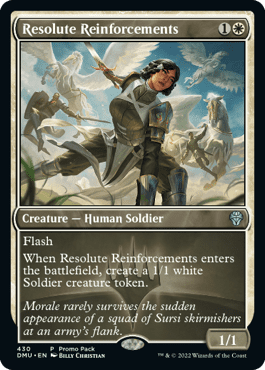 Resolute Reinforcements 1
Creature — Human Soldier
Flash
When Resolute Reinforcements enters
the battlefield, create a 1/1 white
Soldier creature token.
Morale rarely survives the sudden
appearance of a squad of Sursi skirmishers
at an army's flank.
1/1
430 P Promo Pack
DMU • EN BILLY CHRISTIAN
™ & © 2022 Wizards of the Coast